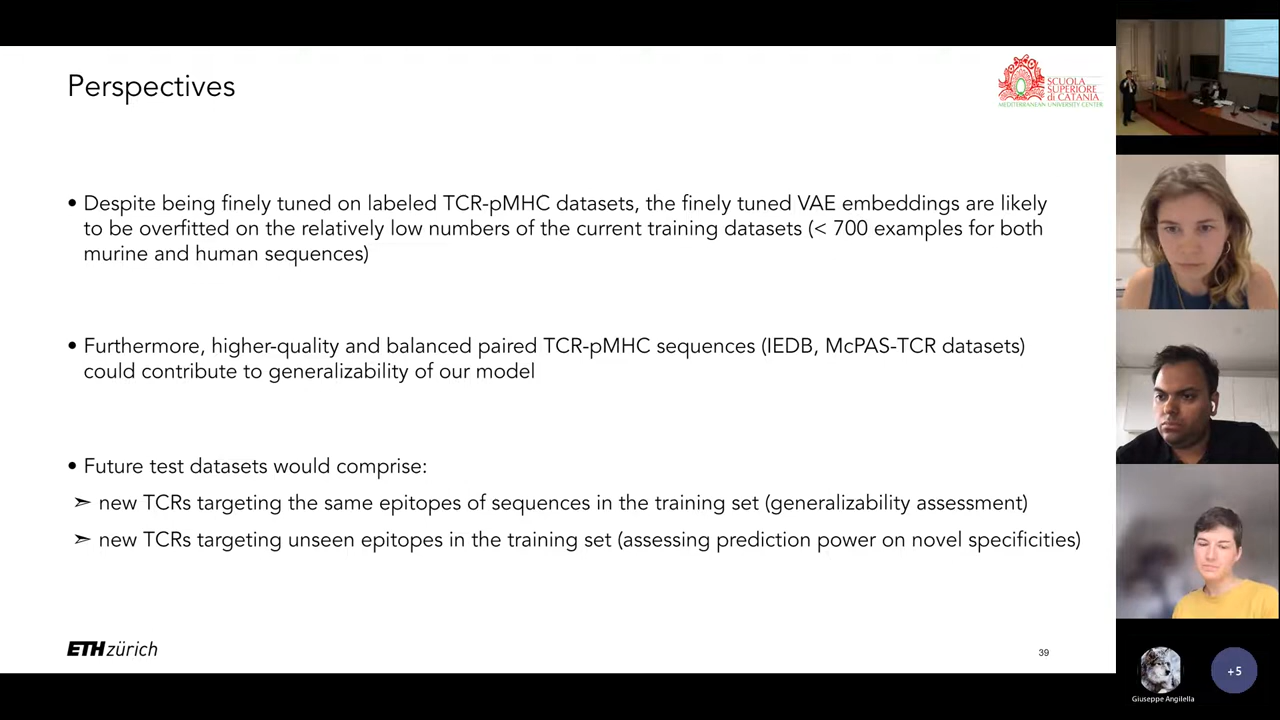 Perspectives
SCUOLA
SUPERIORE
di CATANIA
MEDITERRANEAN UNIVERSITY CENTER
• Despite being finely tuned on labeled TCR-pMHC datasets, the finely tuned VAE embeddings are likely
to be overfitted on the relatively low numbers of the current training datasets (< 700 examples for both
murine and human sequences)
• Furthermore, higher-quality and balanced paired TCR-pMHC sequences (IEDB, McPAS-TCR datasets)
could contribute to generalizability of our model
• Future test datasets would comprise:
➤ new TCRs targeting the same epitopes of sequences in the training set (generalizability assessment)
➤ new TCRs targeting unseen epitopes in the training set (assessing prediction power on novel specificities)
ETH zürich
39
+5
Giuseppe Angilella